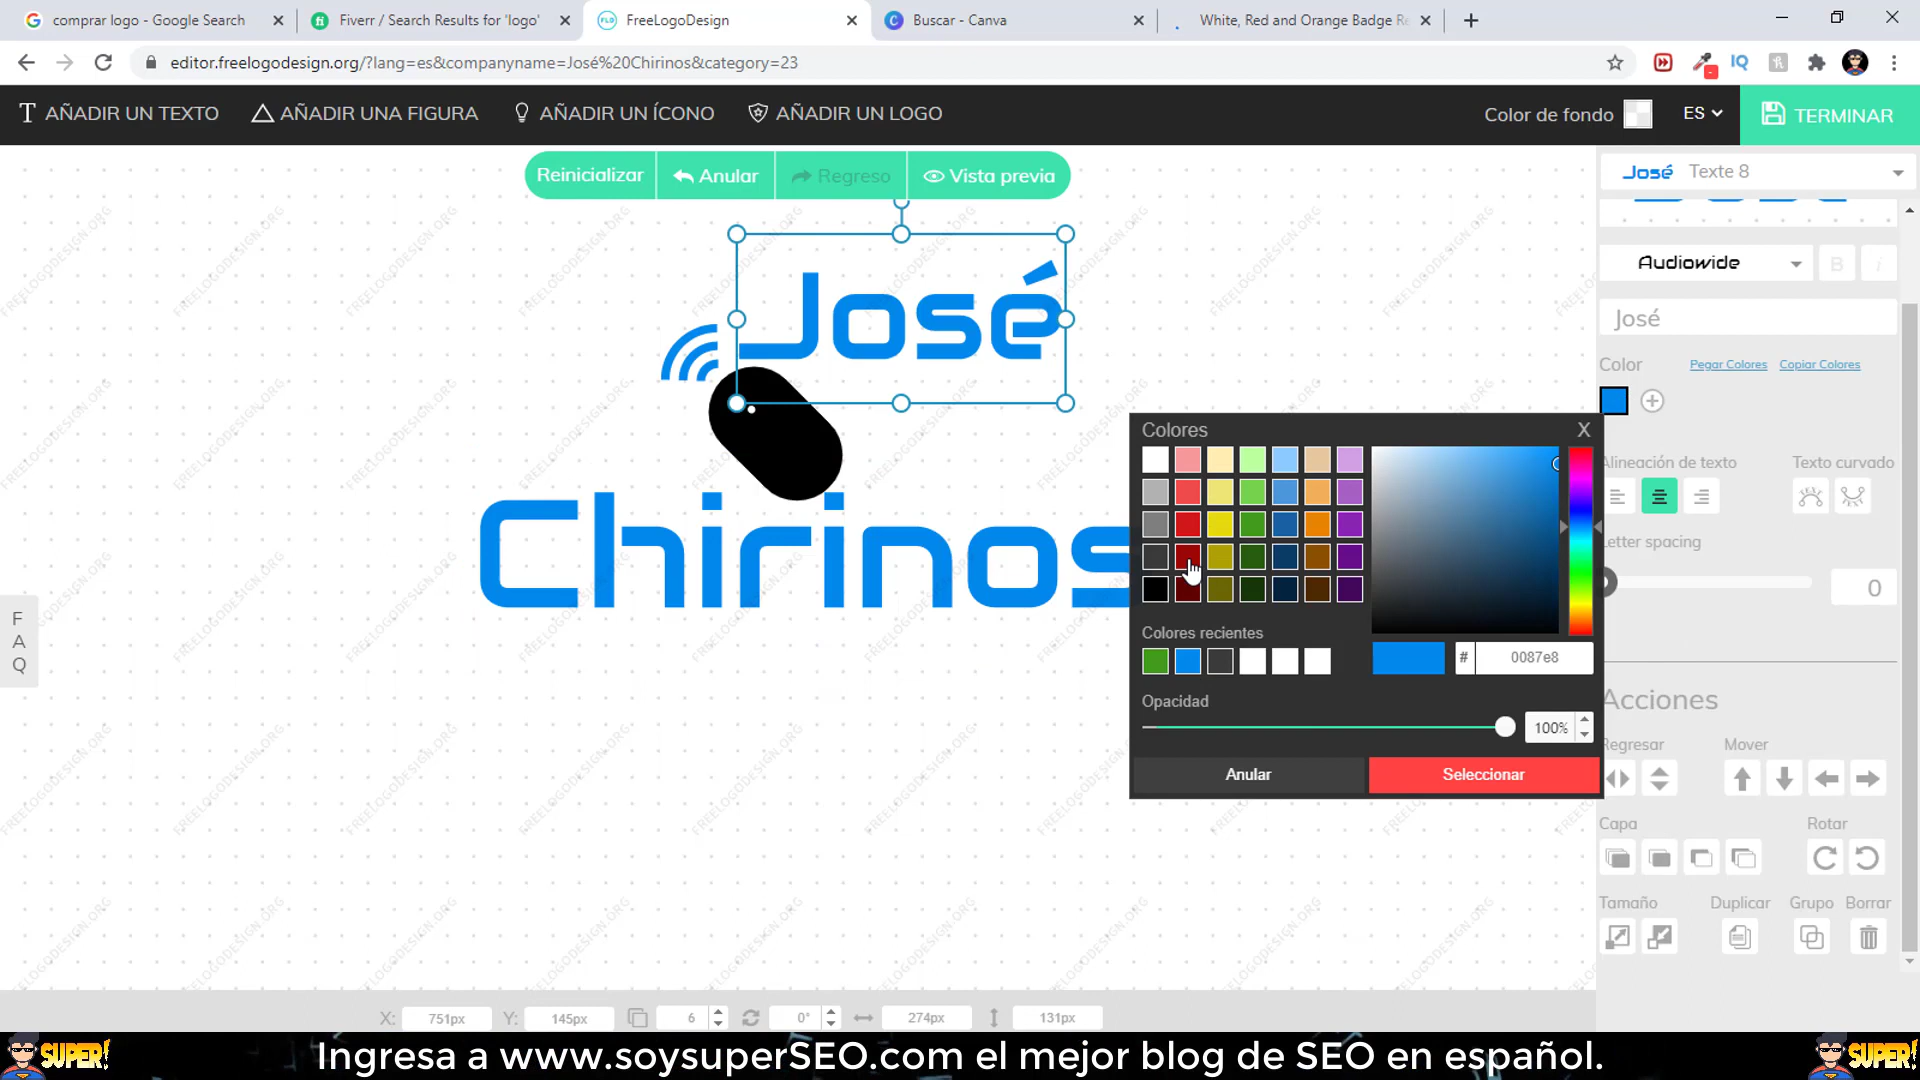 comprar logo - Google Search
Fiverr / Search Results for 'logo'
FreeLogoDesign
Buscar - Canva
White, Red and Orange Badge Re
editor.freelogodesign.org/?lang=es&companyname=José%20Chirinos&category=23
AÑADIR UN TEXTO
AÑADIR UNA FIGURA
AÑADIR UN ÍCONO
AÑADIR UN LOGO
Color de fondo
ES
TERMINAR
Reinicializar
Anular
Regreso
Vista previa
José
Texte 8
Audiowide
B
i
José
Color
Pegar Colores
Copiar Colores
José
Chirinos
Colores
X
Alineación de texto
Texto curvado
Letter spacing
0
Colores recientes
# 0087e8
Opacidad
100%
Anular
Seleccionar
Acciones
Regresar
Mover
Capa
Rotar
Tamaño
Duplicar
Grupo
Borrar
F
A
Q
FREELOGODESIGN.ORG
X: 751px
Y: 145px
6
0°
274px
131px
SUPER!
Ingresa a www.soysuperSEO.com el mejor blog de SEO en español.
SUPER!